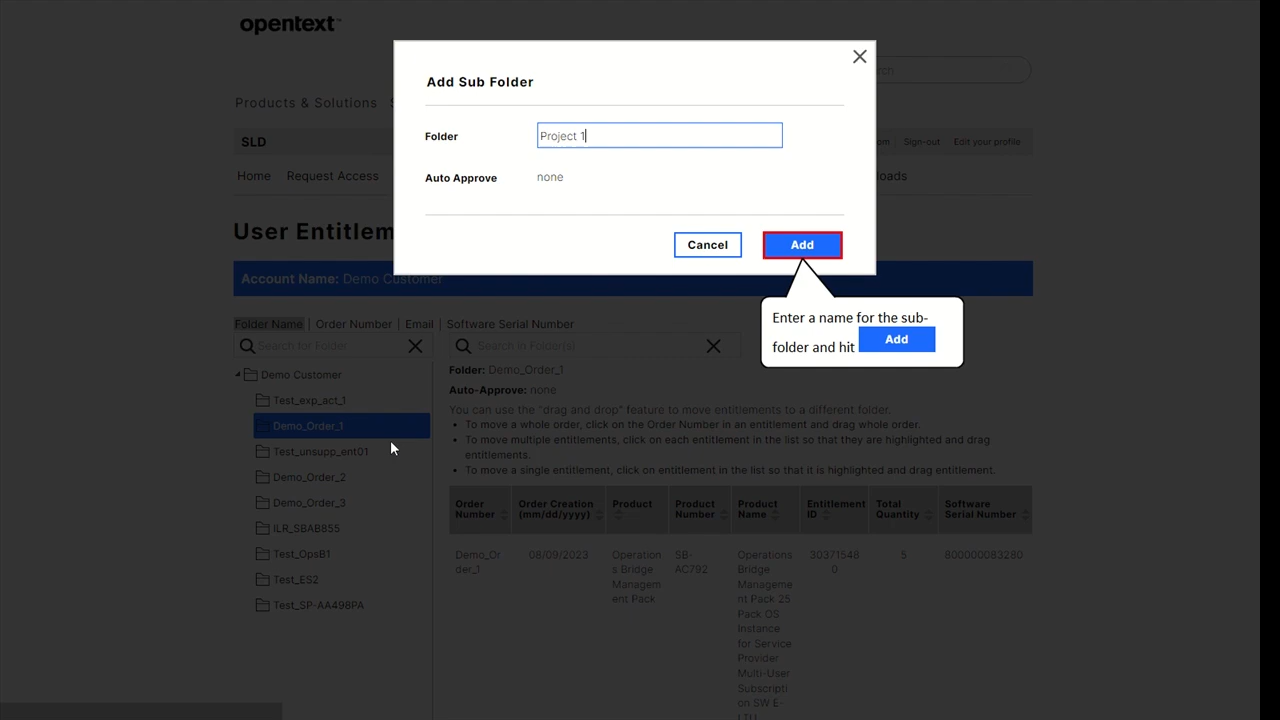 opentext™
Add Sub Folder
Products & Solutions
Folder
Project 1
SLD
Sign-out
Edit your profile
Auto Approve
none
Home
Request Access
Cancel
Add
Account Name: Demo Customer
Enter a name for the sub-
folder and hit Add
Folder Name | Order Number | Email | Software Serial Number
Search for Folder
Search in Folder(s)
Folder: Demo_Order_1
Auto-Approve: none
Demo Customer
Test_exp_act_1
Demo_Order_1
Test_unsupp_ent01
Demo_Order_2
Demo_Order_3
ILR_SBAB855
Test_OpsB1
Test_ES2
Test_SP-AA498PA
You can use the "drag and drop" feature to move entitlements to a different folder.
• To move a whole order, click on the Order Number in an entitlement and drag whole order.
• To move multiple entitlements, click on each entitlement in the list so that they are highlighted and drag
entitlements.
• To move a single entitlement, click on entitlement in the list so that it is highlighted and drag entitlement.
Order Number
Order Creation (mm/dd/yyyy)
Product
Product Number
Product Name
Entitlement ID
Total Quantity
Software Serial Number
Demo_Or
der_1
08/09/2023
Operation
s Bridge
Managem
ent Pack
SB-
AC792
Operations
Bridge
Manageme
nt Pack 25
Pack OS
Instance
for Service
Provider
Multi-User
Subscripti
on SW E-
LTU
30371548
0
5
800000083280